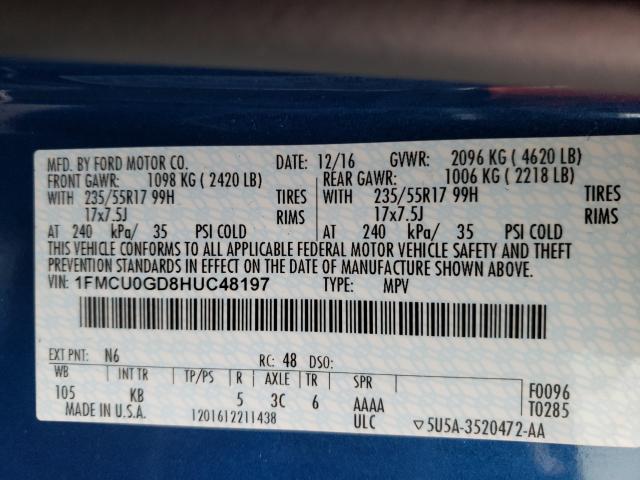 MFD. BY FORD MOTOR CO. DATE: 12/16 GVWR: 2096 KG ( 4620 LB)
FRONT GAWR: 1098 KG ( 2420 LB) REAR GAWR: 1006 KG ( 2218 LB)
WITH 235/55R17 99H TIRES WITH 235/55R17 99H TIRES
17x7.5J RIMS 17x7.5J RIMS
AT 240 kPa/ 35 PSI COLD AT 240 kPa/ 35 PSI COLD
THIS VEHICLE CONFORMS TO ALL APPLICABLE FEDERAL MOTOR VEHICLE SAFETY AND THEFT
PREVENTION STANDARDS IN EFFECT ON THE DATE OF MANUFACTURE SHOWN ABOVE.
VIN: 1FMCU0GD8HUC48197 TYPE: MPV
EXT PNT: N6 RC: 48 DSO:
WB INT TR TP/PS R AXLE TR SPR
105 KB 5 3C 6 AAAA F0096
MADE IN U.S.A. 1201612211438 ULC T0285
▽5U5A-3520472-AA